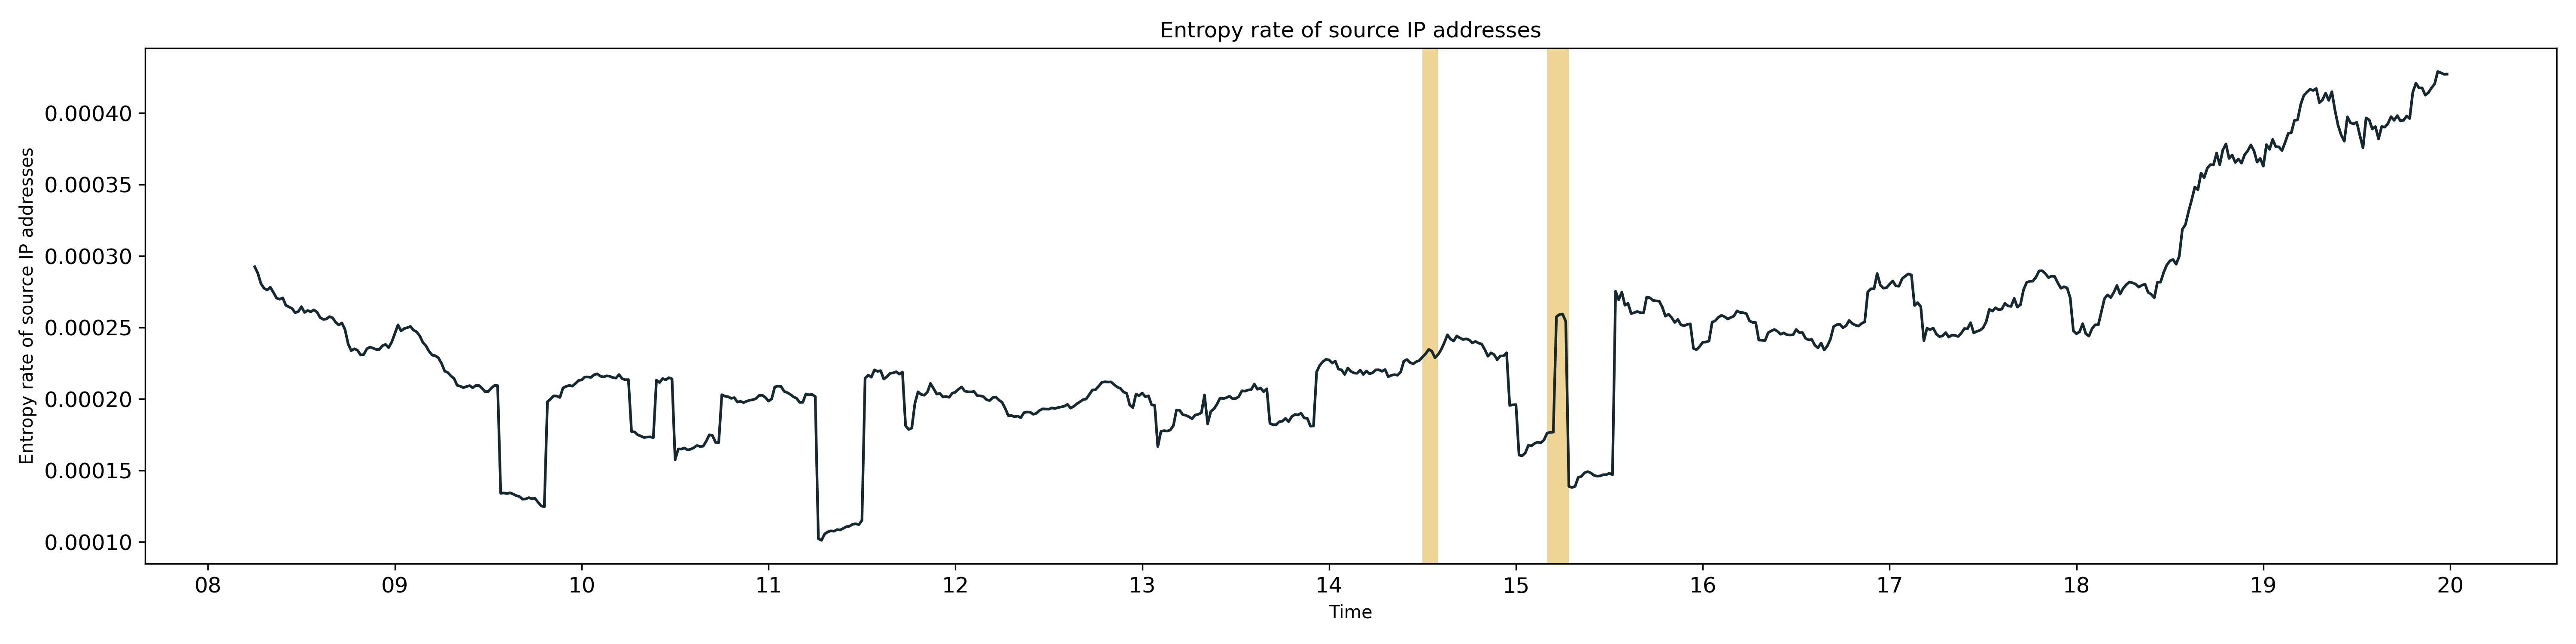 Entropy rate of source IP addresses
Entropy rate of source IP addresses
0.00040
0.00035
0.00030
0.00025
0.00020
0.00015
0.00010
08 09 10 11 12 13 14 15 16 17 18 19 20
Time